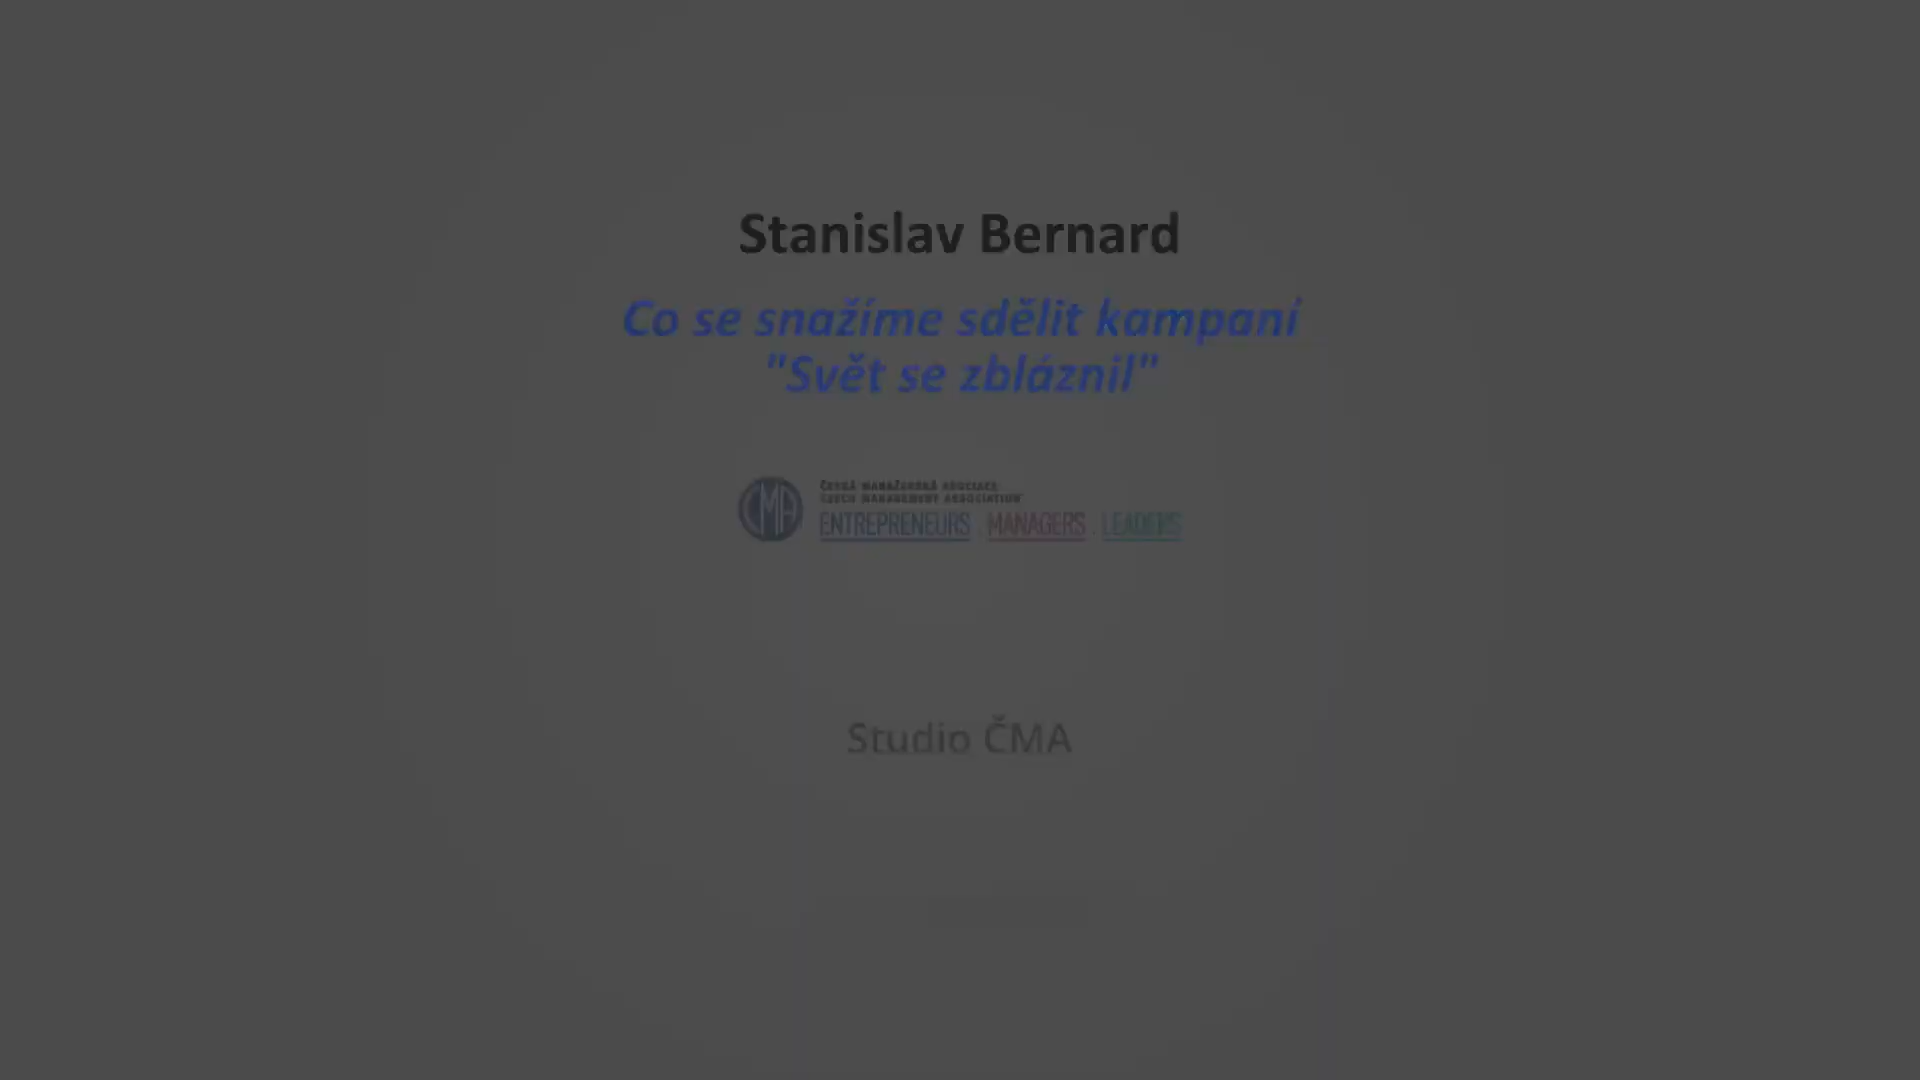 Stanislav Bernard
Co se snažíme sdělit kampaní
"Svět se zbláznil"
ČMA
ČESKÁ MANAŽERSKÁ ASOCIACE
CZECH MANAGEMENT ASSOCIATION
ENTREPRENEURS . MANAGERS . LEADERS
Studio ČMA